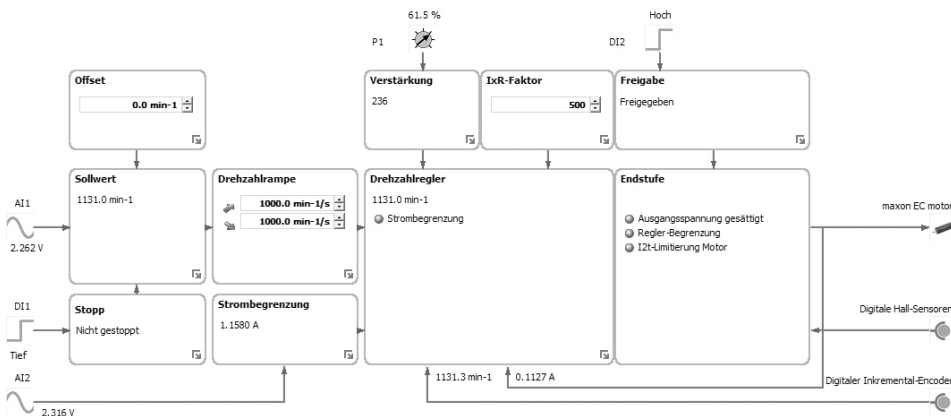 61.5 %
P1
Hoch
DI2
Offset
0.0 min-1
Verstärkung
236
IxR-Faktor
500
Freigabe
Freigegeben
AI1
2.262 V
Sollwert
1131.0 min-1
Drehzahlrampe
1000.0 min-1/s
1000.0 min-1/s
Drehzahlregler
1131.0 min-1
Strombegrenzung
Endstufe
Ausgangsspannung gesättigt
Regler-Begrenzung
I2t-Limitierung Motor
maxon EC motor
DI1
Tief
Stopp
Nicht gestoppt
Strombegrenzung
1.1580 A
Digitale Hall-Sensoren
AI2
2.316 V
1131.3 min-1
0.1127 A
Digitaler Inkremental-Encoder